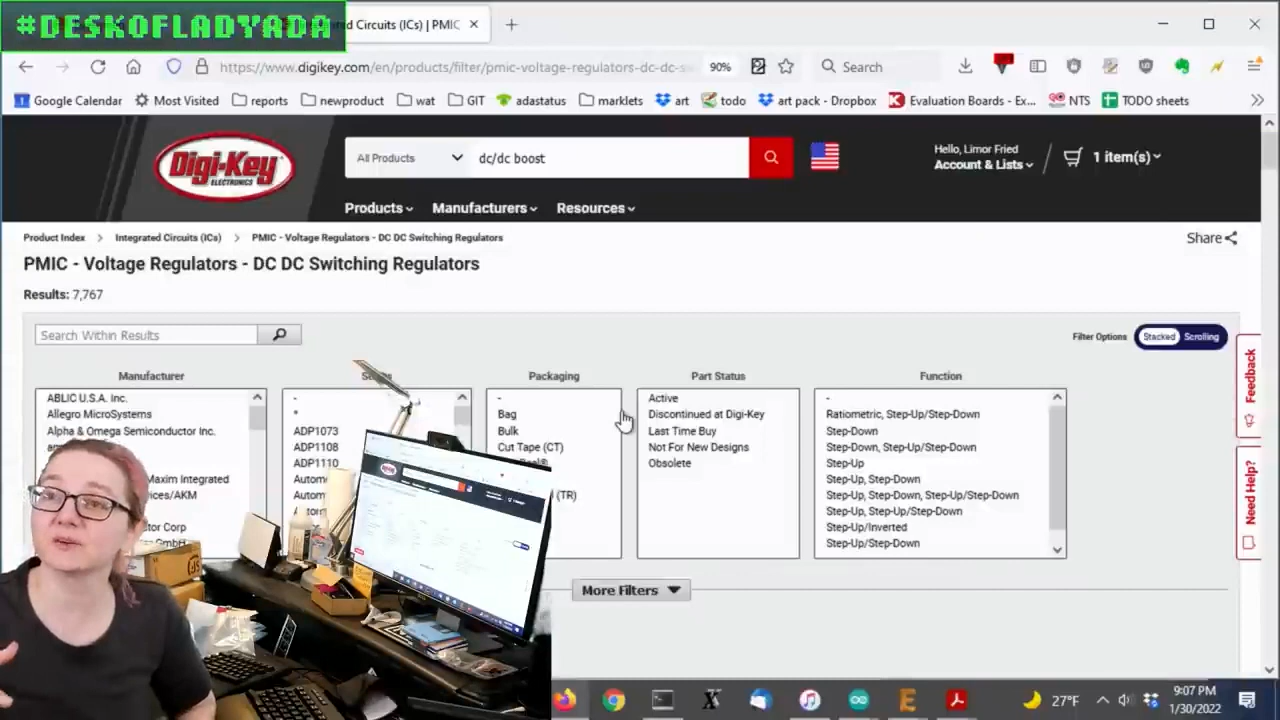 #DESKOFLADYADA
Integrated Circuits (ICs) | PMIC
https://www.digikey.com/en/products/filter/pmic-voltage-regulators-dc-dc-sw
90%
Search
Google Calendar
Most Visited
reports
newproduct
wat
GIT
adastatus
marklets
art
todo
art pack - Dropbox
Evaluation Boards - Ex...
NTS
TODO sheets
Digi-Key
ELECTRONICS
All Products
dc/dc boost
Hello, Limor Fried
Account & Lists
1 item(s)
Products
Manufacturers
Resources
Product Index > Integrated Circuits (ICs) > PMIC - Voltage Regulators - DC DC Switching Regulators
Share
PMIC - Voltage Regulators - DC DC Switching Regulators
Results: 7,767
Search Within Results
Filter Options
Stacked
Scrolling
Manufacturer
ABLIC U.S.A. Inc.
Allegro MicroSystems
Alpha & Omega Semiconductor Inc.
Maxim Integrated
GmbH
-
*
ADP1073
ADP1108
ADP1110
Packaging
-
Bag
Bulk
Cut Tape (CT)
(TR)
Part Status
Active
Discontinued at Digi-Key
Last Time Buy
Not For New Designs
Obsolete
Function
-
Ratiometric, Step-Up/Step-Down
Step-Down
Step-Down, Step-Up/Step-Down
Step-Up
Step-Up, Step-Down
Step-Up, Step-Down, Step-Up/Step-Down
Step-Up, Step-Up/Step-Down
Step-Up/Inverted
Step-Up/Step-Down
More Filters
Feedback
Need Help?
27°F
9:07 PM
1/30/2022